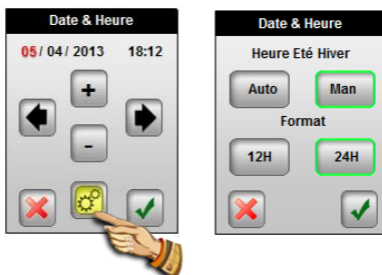 Date & Heure
05/ 04/ 2013 18:12
+
-
Date & Heure
Heure Eté Hiver
Auto Man
Format
12H 24H